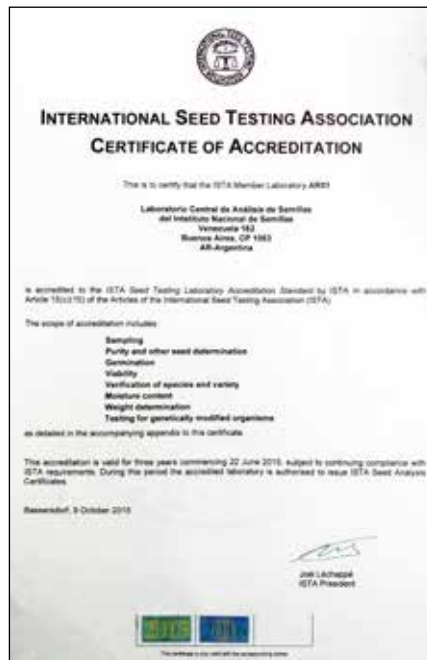 INTERNATIONAL SEED TESTING ASSOCIATION
CERTIFICATE OF ACCREDITATION
This is to certify that the ISTA Member Laboratory
Laboratorio Central de Análisis de Semillas
del Instituto Nacional de Semillas
Venezuela 162
Buenos Aires, CP 1063
AR-Argentina
is accredited to the ISTA Seed Testing Laboratory Accreditation Standard by ISTA in accordance with
Article of the Articles of the International Seed Testing Association (ISTA).
The scope of accreditation includes:
Sampling
Purity and other seed determination
Germination
Viability
Verification of species and variety
Moisture content
Weight determination
Testing for genetically modified organisms
as detailed in the accompanying appendix to this certificate.
This accreditation is valid for three years commencing 22 June 2015, subject to continuing compliance with
ISTA requirements. During this period the accredited laboratory is authorised to issue ISTA Seed Analysis
Certificates.
Bassersdorf, 9 October 2015
Joël Léchappé
ISTA President